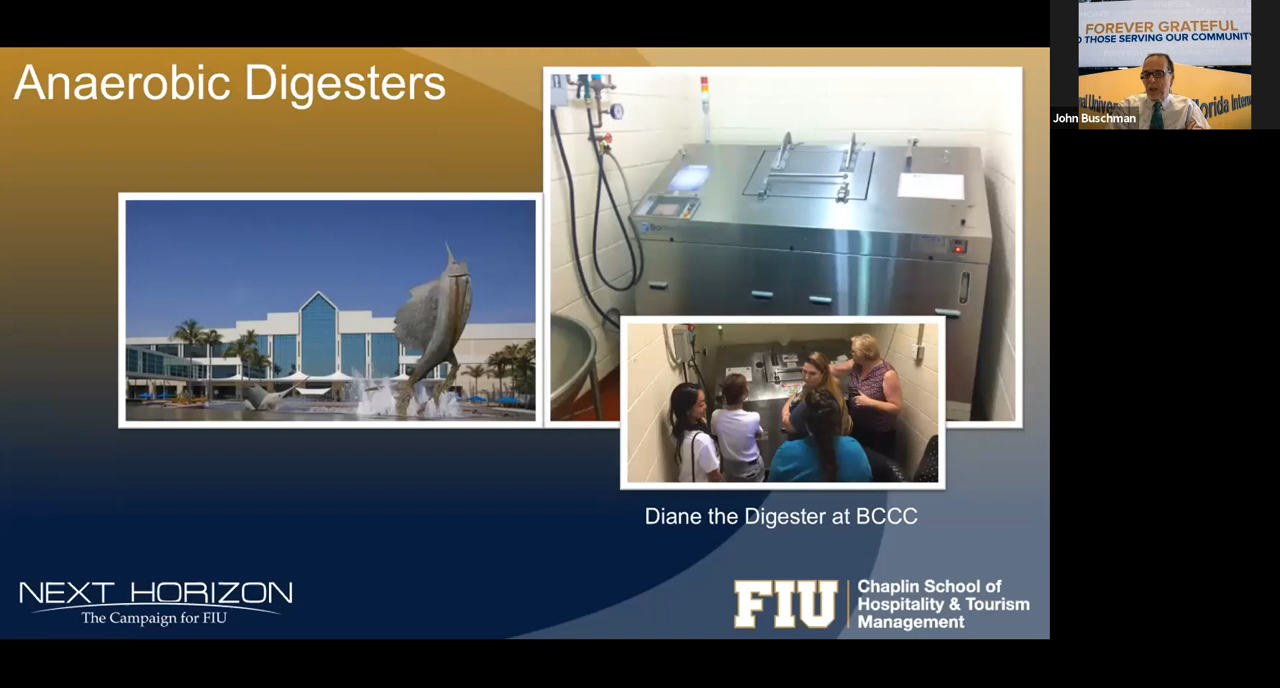 Anaerobic Digesters
Diane the Digester at BCCC
NEXT HORIZON
The Campaign for FIU
FIU
Chaplin School of
Hospitality & Tourism
Management
FOREVER GRATEFUL
THOSE SERVING OUR COMMUNITY
John Buschman